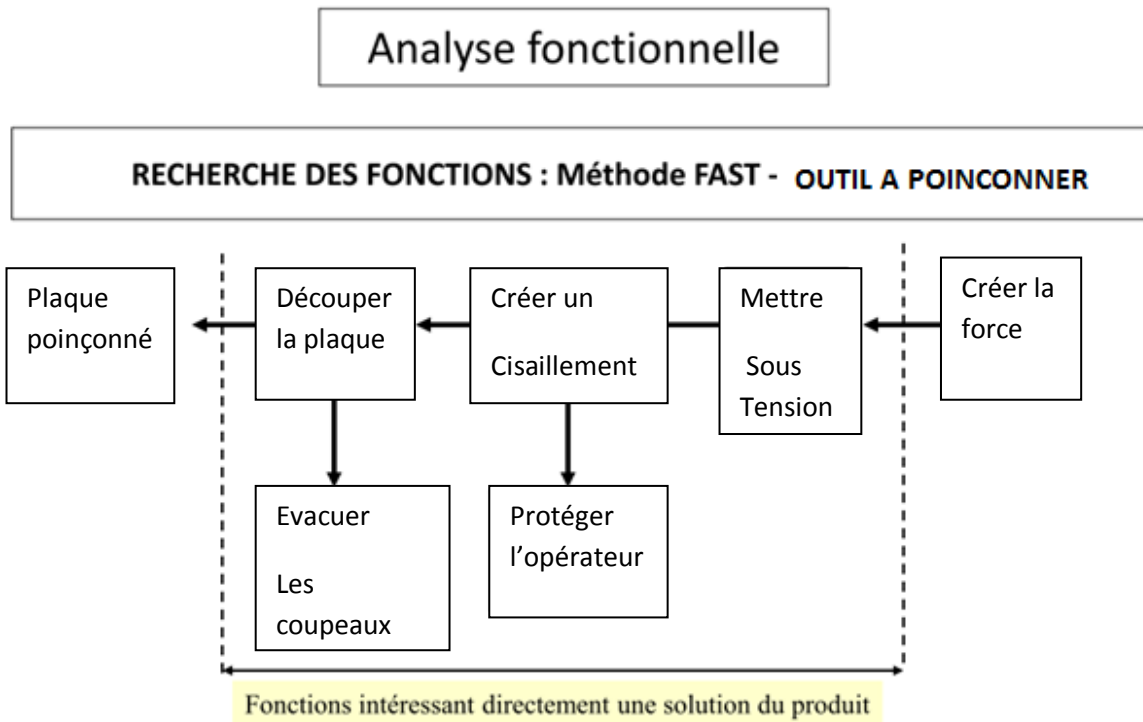 Analyse fonctionnelle
RECHERCHE DES FONCTIONS : Méthode FAST - OUTIL A POINCONNER
Plaque
poinçonné
Découper
la plaque
Créer un
Cisaillement
Mettre
Sous
Tension
Créer la
force
Evacuer
Les
coupeaux
Protéger
l’opérateur
Fonctions intéressant directement une solution du produit